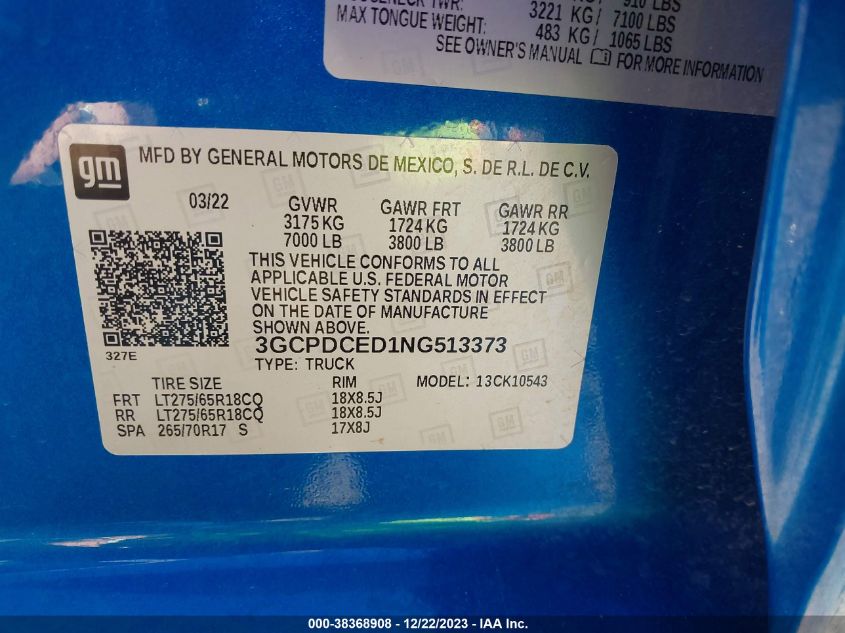 3221 KG/ 7100 LBS
MAX TONGUE WEIGHT: 483 KG/ 1065 LBS
SEE OWNER'S MANUAL FOR MORE INFORMATION
gm MFD BY GENERAL MOTORS DE MEXICO, S. DE R.L. DE C.V.
03/22 GVWR GAWR FRT GAWR RR
3175 KG 1724 KG 1724 KG
7000 LB 3800 LB 3800 LB
THIS VEHICLE CONFORMS TO ALL
APPLICABLE U.S. FEDERAL MOTOR
VEHICLE SAFETY STANDARDS IN EFFECT
ON THE DATE OF MANUFACTURE
SHOWN ABOVE.
327E
3GCPDCED1NG513373
TYPE: TRUCK
TIRE SIZE RIM MODEL: 13CK10543
FRT LT275/65R18CQ 18X8.5J
RR LT275/65R18CQ 18X8.5J
SPA 265/70R17 S 17X8J
000-38368908 - 12/22/2023 - IAA Inc.